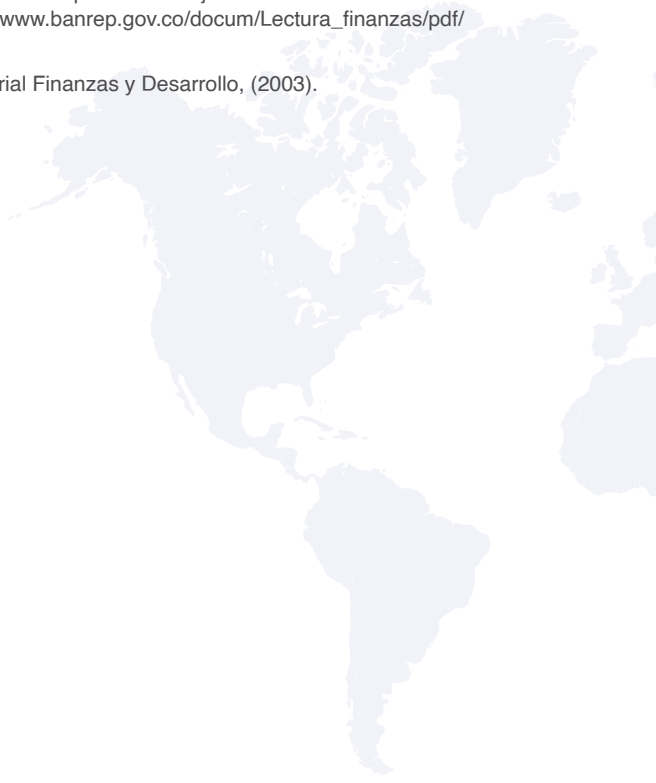 www.banrep.gov.co/docum/Lectura_finanzas/pdf/
rial Finanzas y Desarrollo, (2003).